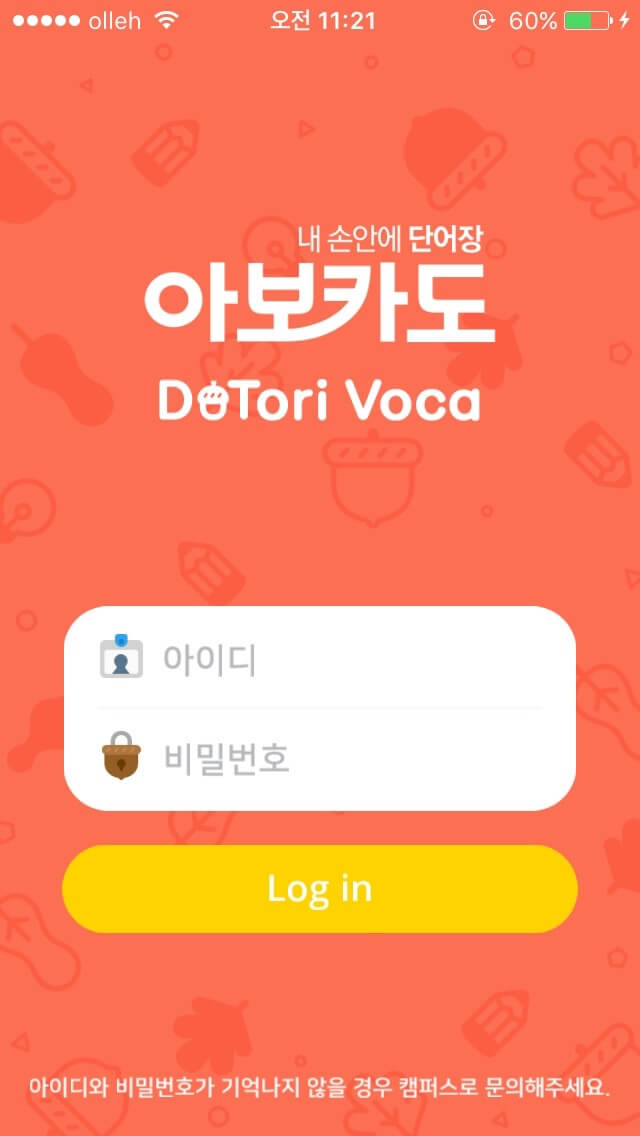 olleh 오전 11:21 60%
내 손안에 단어장
아보카도
DoTori Voca
아이디
비밀번호
Log in
아이디와 비밀번호가 기억나지 않을 경우 캠퍼스로 문의해주세요.